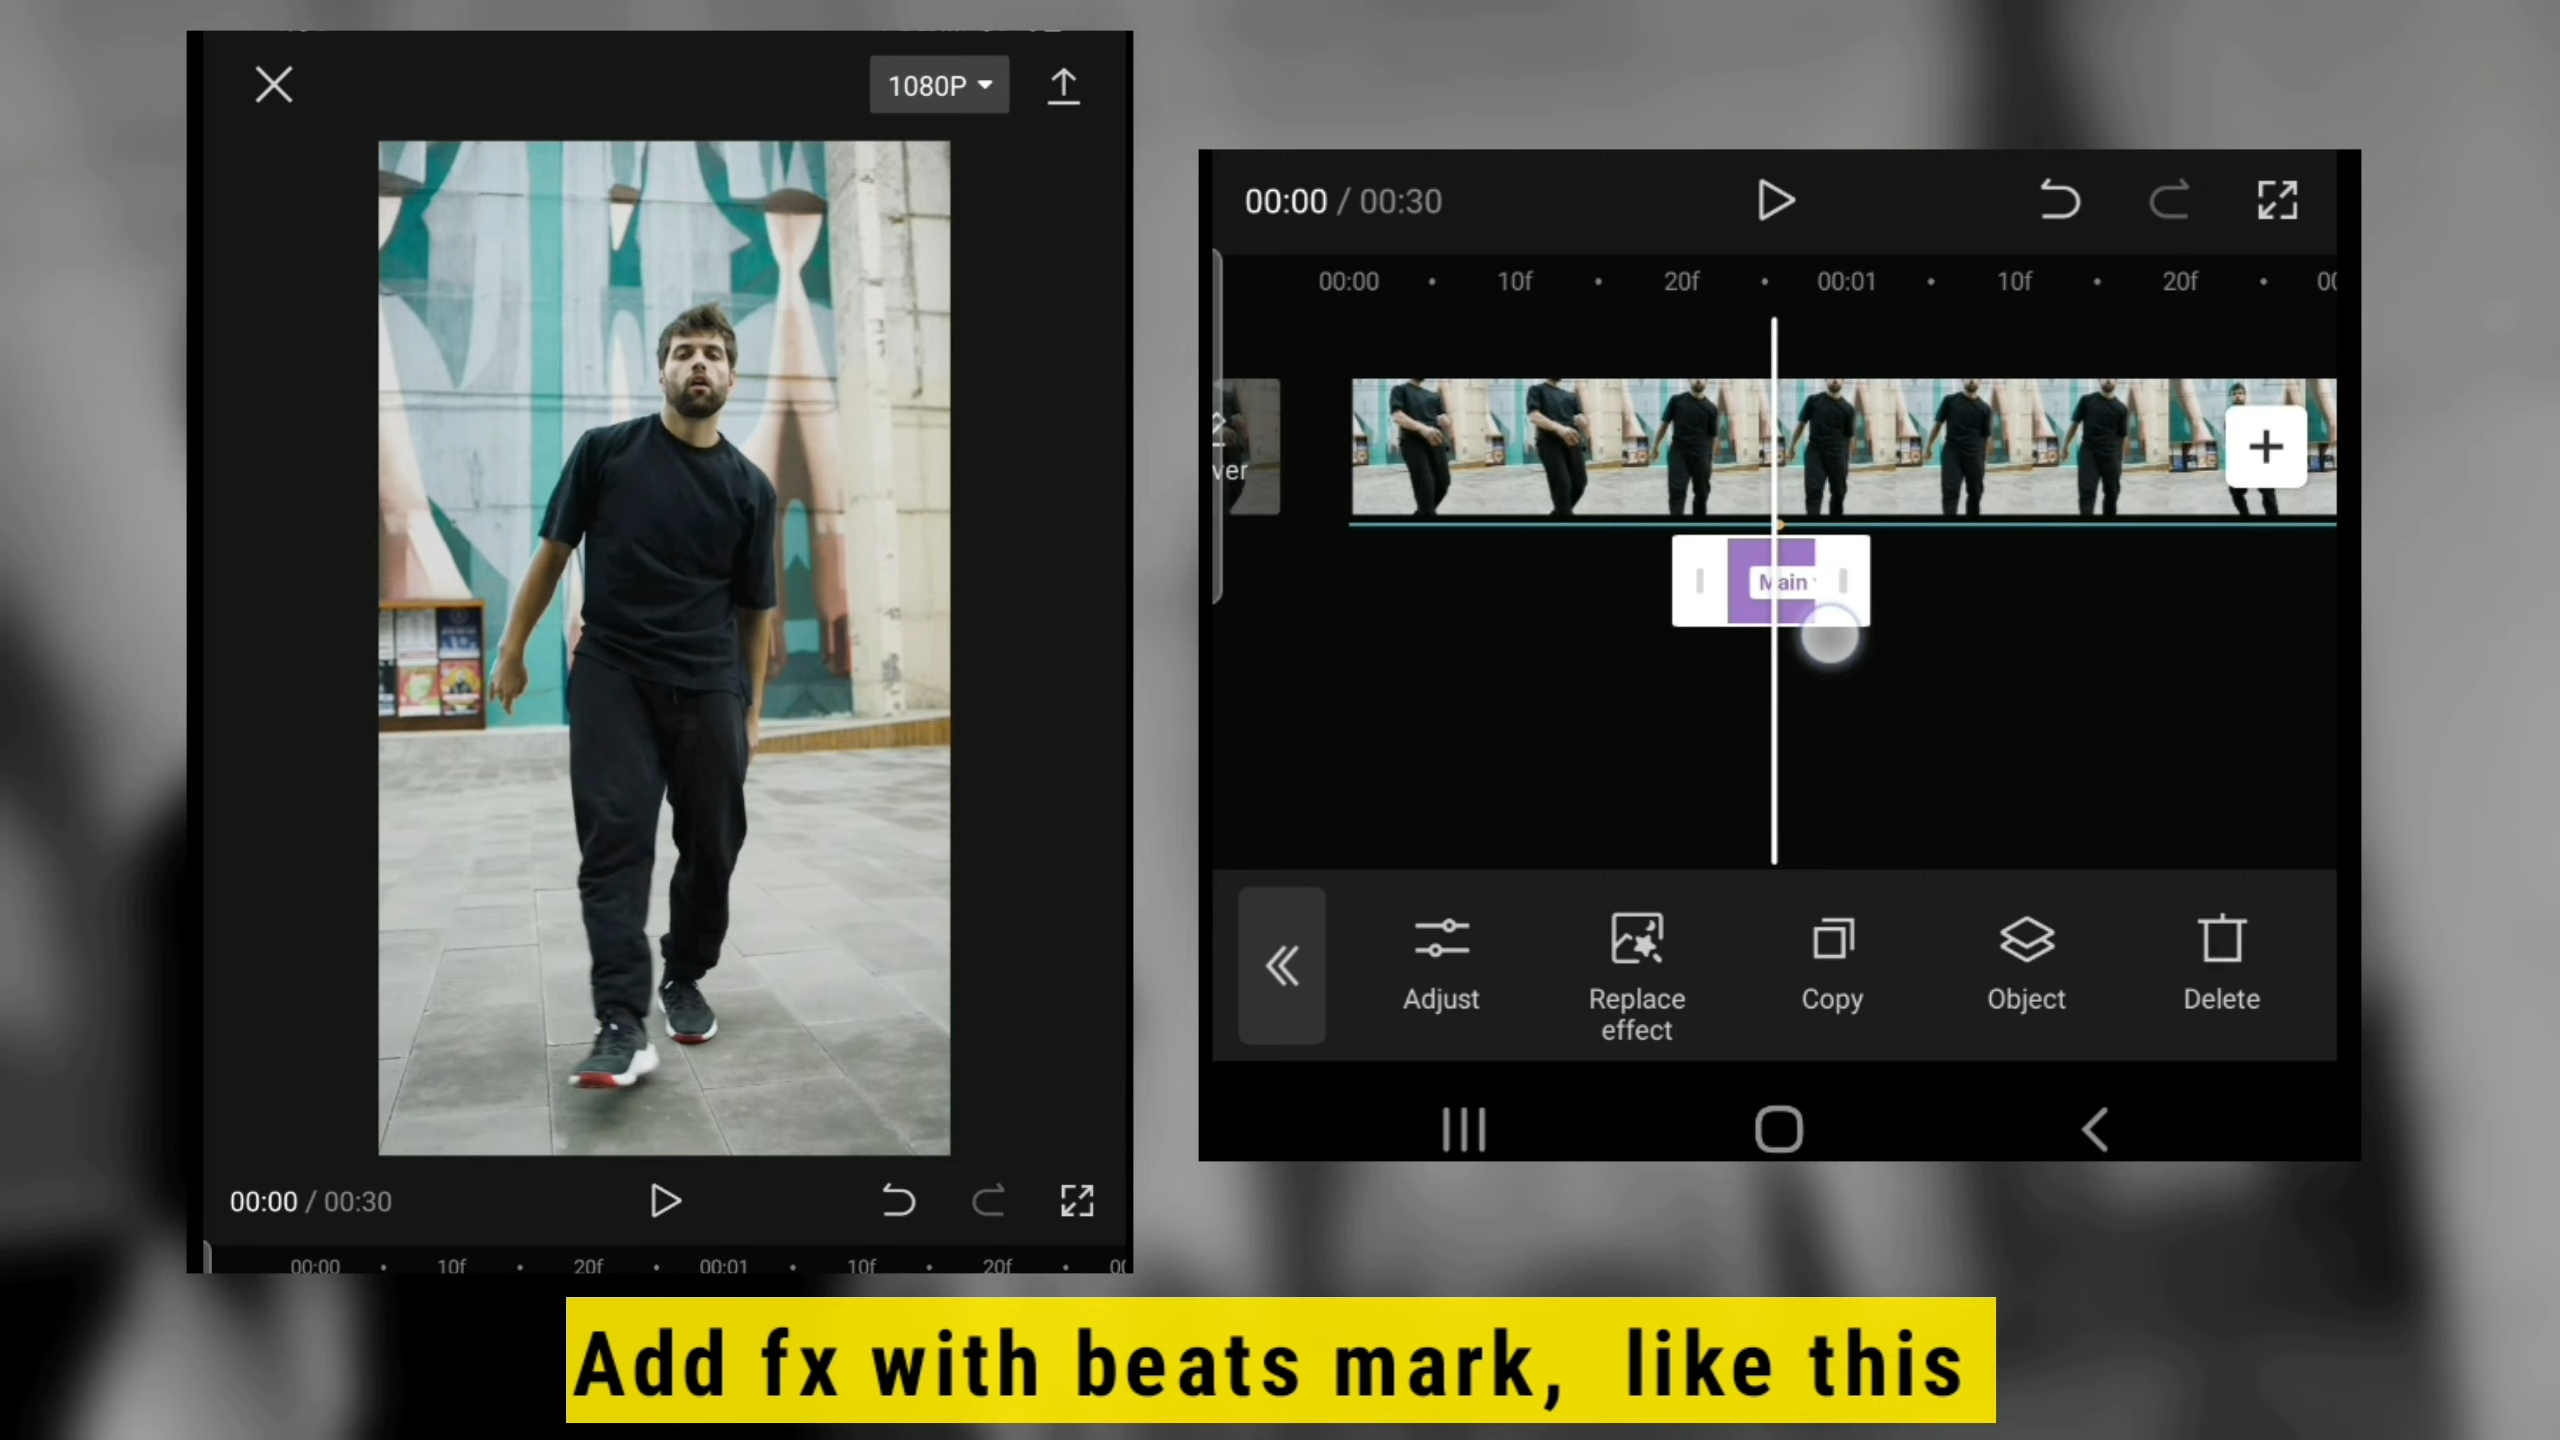 1080P
00:00 / 00:30
00:00 10f 20f 00:01 10f 20f
00:00 / 00:30
00:00 10f 20f 00:01 10f 20f 00
ver
Main
Adjust
Replace
effect
Copy
Object
Delete
Add fx with beats mark, like this